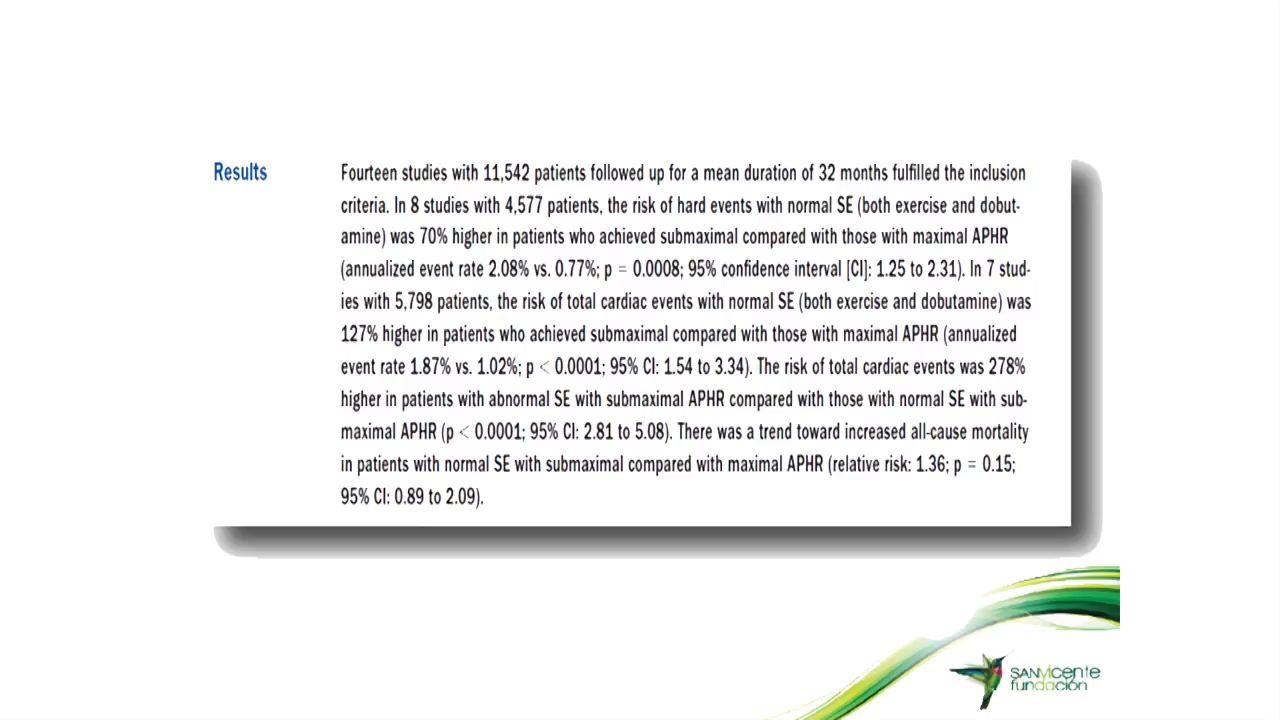 Results
Fourteen studies with 11,542 patients followed up for a mean duration of 32 months fulfilled the inclusion
criteria. In 8 studies with 4,577 patients, the risk of hard events with normal SE (both exercise and dobut-
amine) was 70% higher in patients who achieved submaximal compared with those with maximal APHR
(annualized event rate 2.08% vs. 0.77%; p = 0.0008; 95% confidence interval [CI]: 1.25 to 2.31). In 7 stud-
ies with 5,798 patients, the risk of total cardiac events with normal SE (both exercise and dobutamine) was
127% higher in patients who achieved submaximal compared with those with maximal APHR (annualized
event rate 1.87% vs. 1.02%; p < 0.0001; 95% CI: 1.54 to 3.34). The risk of total cardiac events was 278%
higher in patients with abnormal SE with submaximal APHR compared with those with normal SE with sub-
maximal APHR (p < 0.0001; 95% CI: 2.81 to 5.08). There was a trend toward increased all-cause mortality
in patients with normal SE with submaximal compared with maximal APHR (relative risk: 1.36; p = 0.15;
95% CI: 0.89 to 2.09).
SANVICENTE
fundación